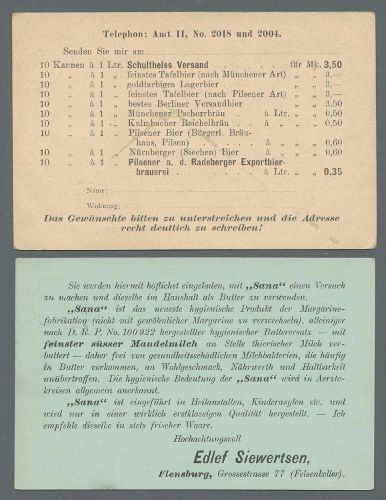 Telephon: Amt II, No. 2018 und 2004.
Senden Sie mir am
10 Kannen à 1 Ltr. Schultheiss Versand für Mk. 3,50
10 „ à 1 „ feinstes Tafelbier (nach Münchener Art) „ „ 3,—
10 „ à 1 „ goldfarbiges Lagerbier „ „ 3,—
10 „ à 1 „ feinstes Tafelbier (nach Pilsener Art) „ „ 3,—
10 „ à 1 „ bestes Berliner Versandbier „ „ 3,50
10 „ à 1 „ Münchener Pschorrbräu à Ltr. „ 0,50
10 „ à 1 „ Kulmbacher Reichelbräu à „ „ 0,50
10 „ à 1 „ Pilsener Bier (Bürgerl. Bräu-
haus, Pilsen) à „ „ 0,60
10 „ à 1 „ Nürnberger (Siechen) Bier à „ „ 0,60
10 „ à 1 „ Pilsener a. d. Radeberger Exportbier-
brauerei à Ltr. „ 0,35
Name:
Wohnung:
Das Gewünschte bitten zu unterstreichen und die Adresse
recht deutlich zu schreiben!
Sie werden hiermit höflichst eingeladen, mit „Sana“ einen Versuch
zu machen und dieselbe im Haushalt als Butter zu verwenden.
„Sana“ ist das neueste hygienische Produkt der Margarine-
fabrikation (nicht mit gewöhnlicher Margarine zu verwechseln), alleiniger
nach D. R. P. No. 100922 hergestellter hygienischer Butterersatz — mit
feinster süsser Mandelmilch an Stelle thierischer Milch ver-
buttert — daher frei von gesundheitsschädlichen Milchbakterien, die häufig
in Butter vorkommen, an Wohlgeschmack, Nährwerth und Haltbarkeit
unübertroffen. Die hygienische Bedeutung der „Sana“ wird in Aerzte-
kreisen allgemein anerkannt.
„Sana“ ist eingeführt in Heilanstalten, Kinderasylen etc. und
wird nur in einer wirklich erstklassigen Qualität hergestellt. — Ich
empfehle dieselbe in stets frischer Waare.
Hochachtungsvoll
Edlef Siewertsen,
Flensburg, Grossestrasse 77 (Felsenkeller).